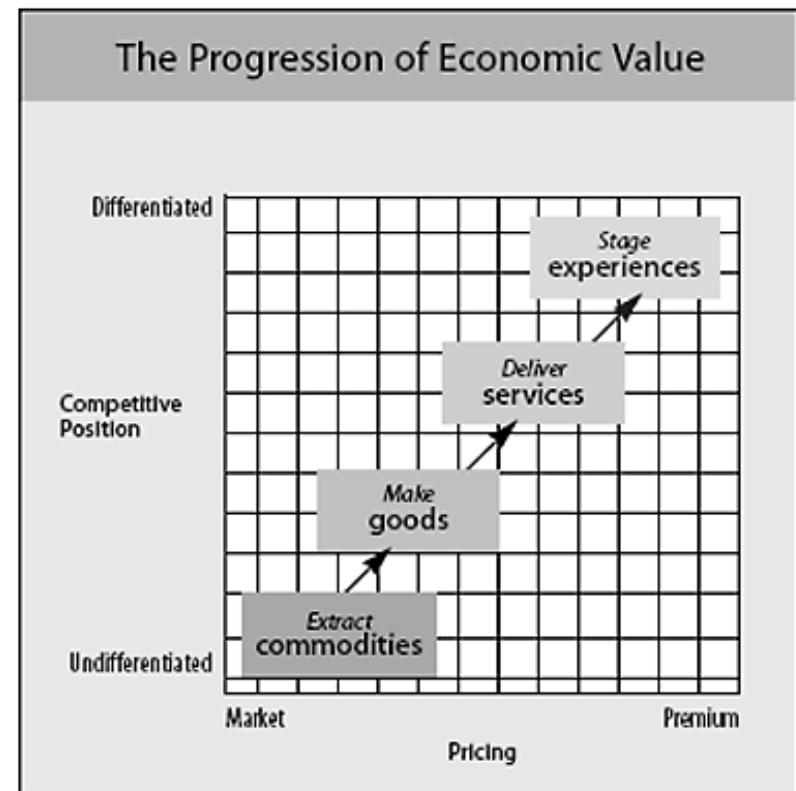 The Progression of Economic Value
Differentiated
Stage
experiences
Deliver
services
Competitive
Position
Make
goods
Extract
commodities
Undifferentiated
Market
Premium
Pricing